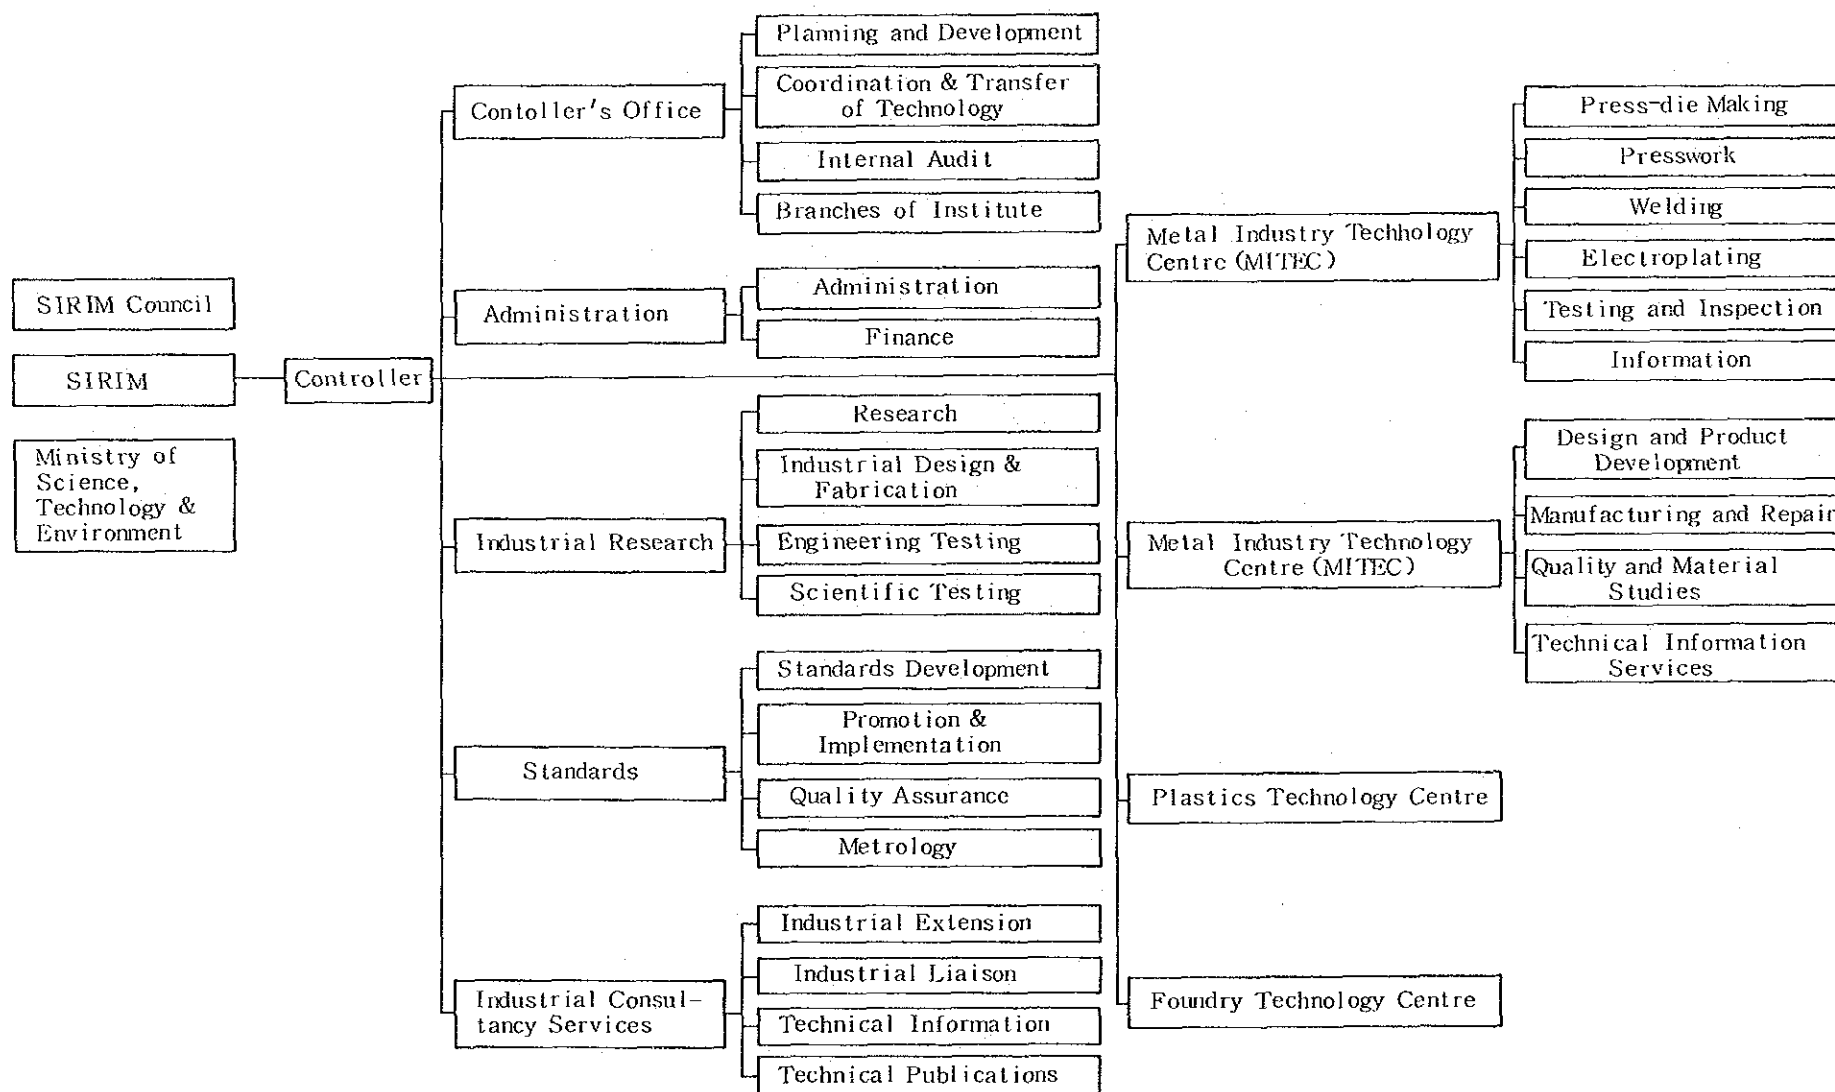 SIRIM Council
SIRIM
Ministry of
Science,
Technology &
Environment
Controller
Contoller's Office
Planning and Development
Coordination & Transfer
of Technology
Internal Audit
Branches of Institute
Administration
Administration
Finance
Industrial Research
Research
Industrial Design &
Fabrication
Engineering Testing
Scientific Testing
Standards
Standards Development
Promotion &
Implementation
Quality Assurance
Metrology
Industrial Consul-
tancy Services
Industrial Extension
Industrial Liaison
Technical Information
Technical Publications
Metal Industry Techhology
Centre (MITEC)
Press-die Making
Presswork
Welding
Electroplating
Testing and Inspection
Information
Metal Industry Technology
Centre (MITEC)
Design and Product
Development
Manufacturing and Repair
Quality and Material
Studies
Technical Information
Services
Plastics Technology Centre
Foundry Technology Centre